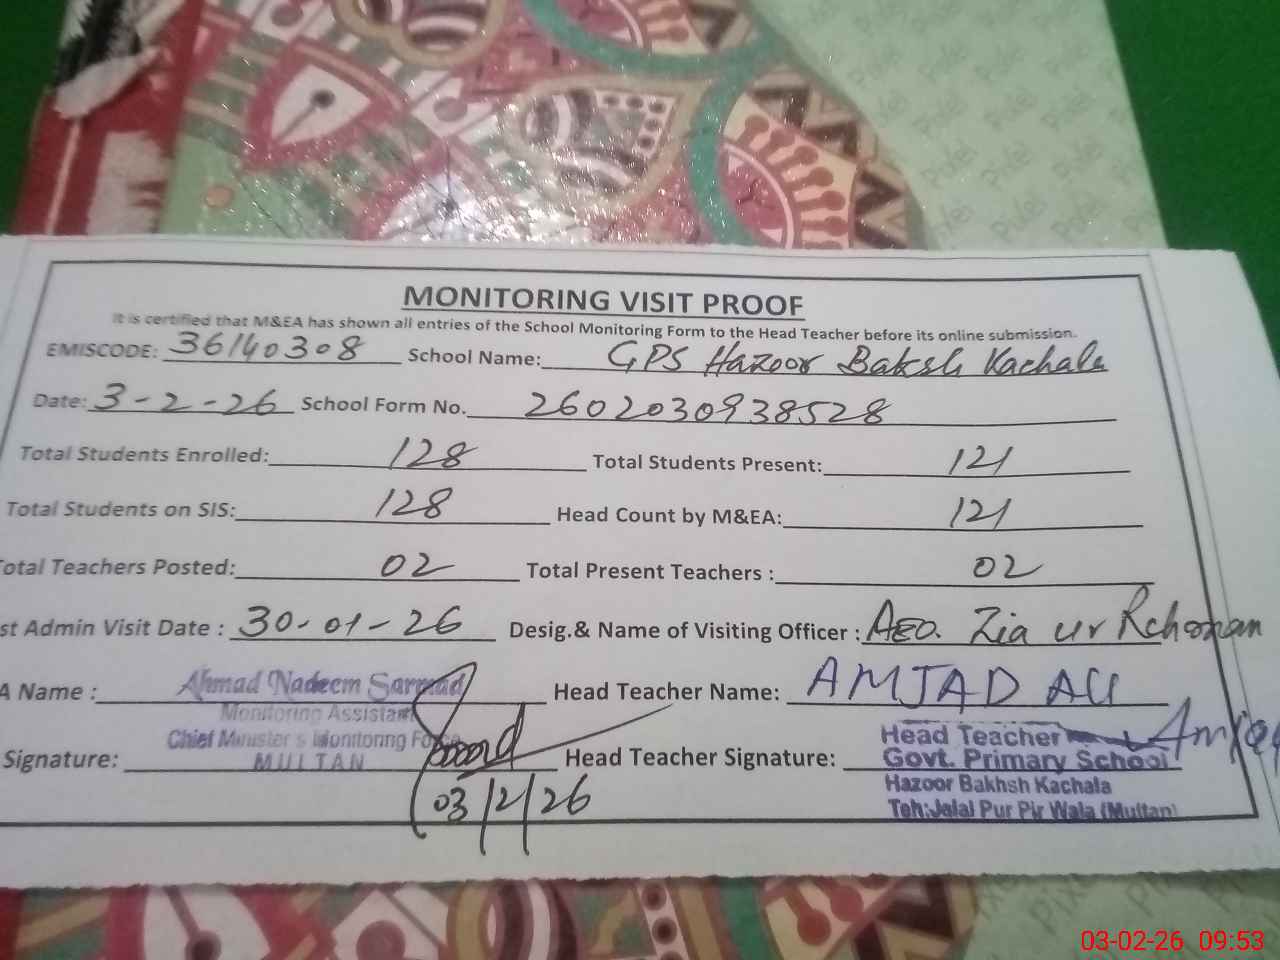 MONITORING VISIT PROOF
It is certified that M&EA has shown all entries of the School Monitoring Form to the Head Teacher before its online submission.
EMISCODE: 36140308 School Name: GPS Hazoor Baksh Kachala
Date: 3-2-26 School Form No. 2602030938528
Total Students Enrolled: 128 Total Students Present: 121
Total Students on SIS: 128 Head Count by M&EA: 121
otal Teachers Posted: 02 Total Present Teachers : 02
st Admin Visit Date : 30-01-26 Desig.& Name of Visiting Officer : AEO. Zia ur Rehman
A Name : Ahmad Nadeem Sarmad Head Teacher Name: AMJAD ALI
Monitoring Assistant
Chief Minister's Monitoring Force
MULTAN
Signature: Head Teacher Signature:
03/2/26
Head Teacher
Govt. Primary School
Hazoor Bakhsh Kachala
Teh:Jalal Pur Pir Wala (Multan)
Pixel
03-02-26 09:53